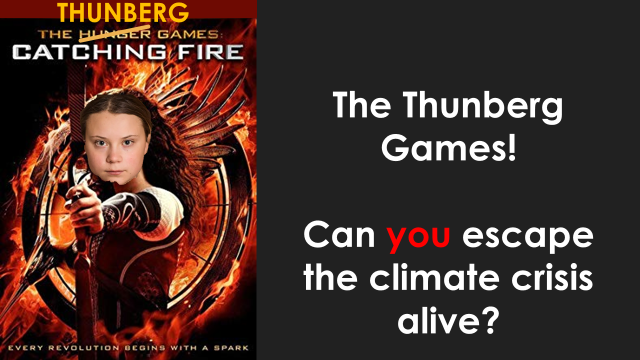 THUNBERG
THE HUNGER GAMES:
CATCHING FIRE
EVERY REVOLUTION BEGINS WITH A SPARK
The Thunberg
Games!
Can you escape
the climate crisis
alive?